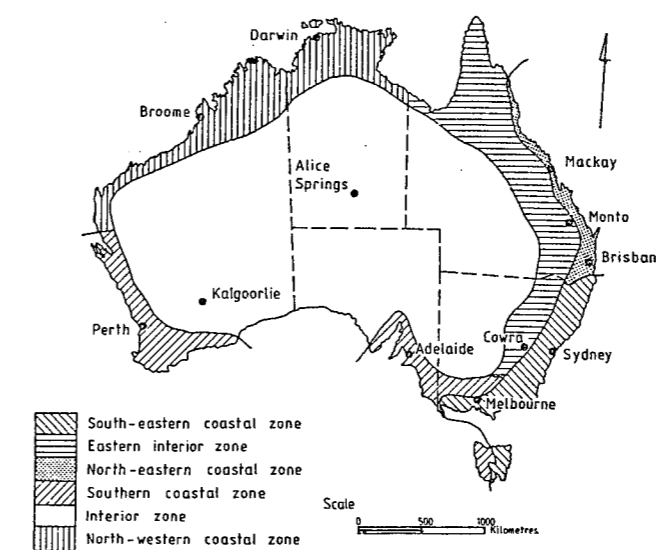 Darwin
Broome
Mackay
Alice
Springs
Monto
Brisban
Kalgoorlie
Perth
Cowra
Adelaide
Sydney
Melbourne
South-eastern coastal zone
Eastern interior zone
North-eastern coastal zone
Southern coastal zone
Interior zone
North-western coastal zone
Scale
0 500 1000
Kilometres